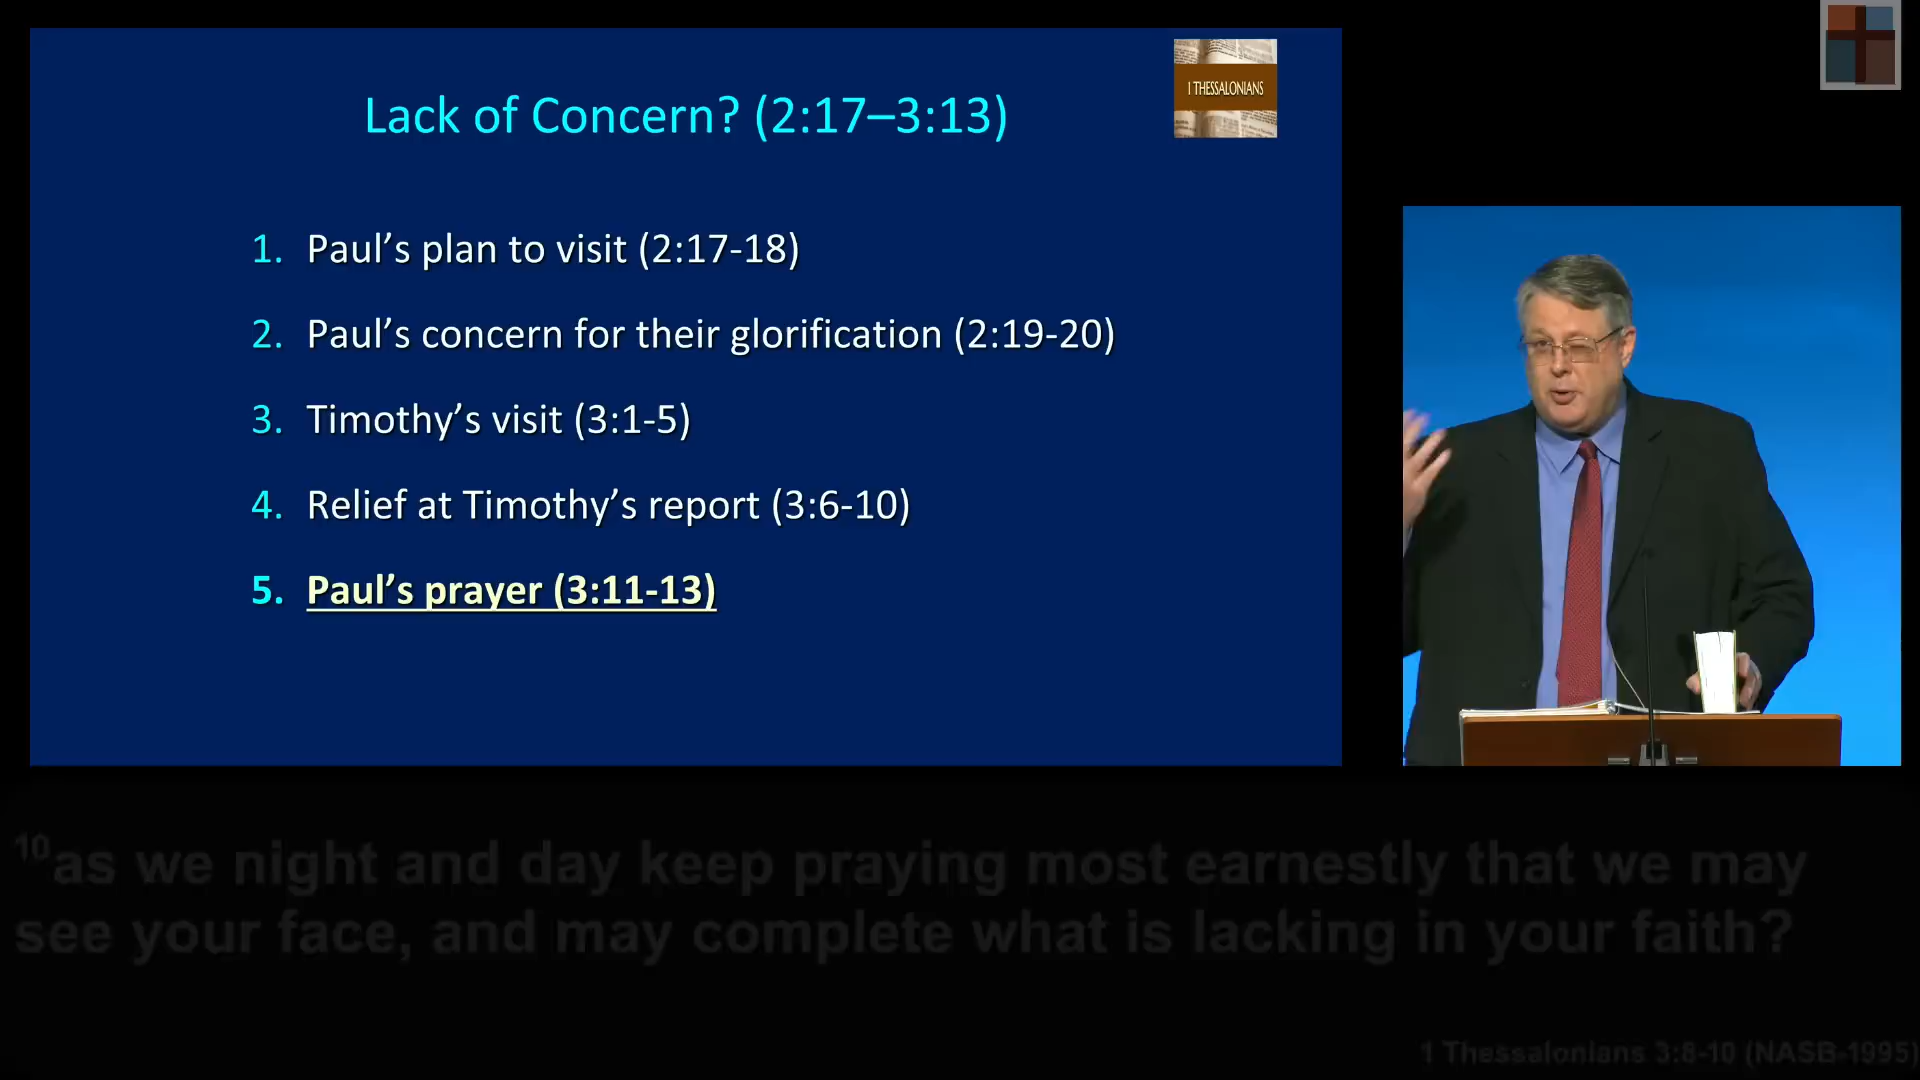 Lack of Concern? (2:17–3:13)
I THESSALONIANS
1. Paul’s plan to visit (2:17-18)
2. Paul’s concern for their glorification (2:19-20)
3. Timothy’s visit (3:1-5)
4. Relief at Timothy’s report (3:6-10)
5. Paul’s prayer (3:11-13)
10as we night and day keep praying most earnestly that we may
see your face, and may complete what is lacking in your faith?
1 Thessalonians 3:8-10 (NASB-1995)